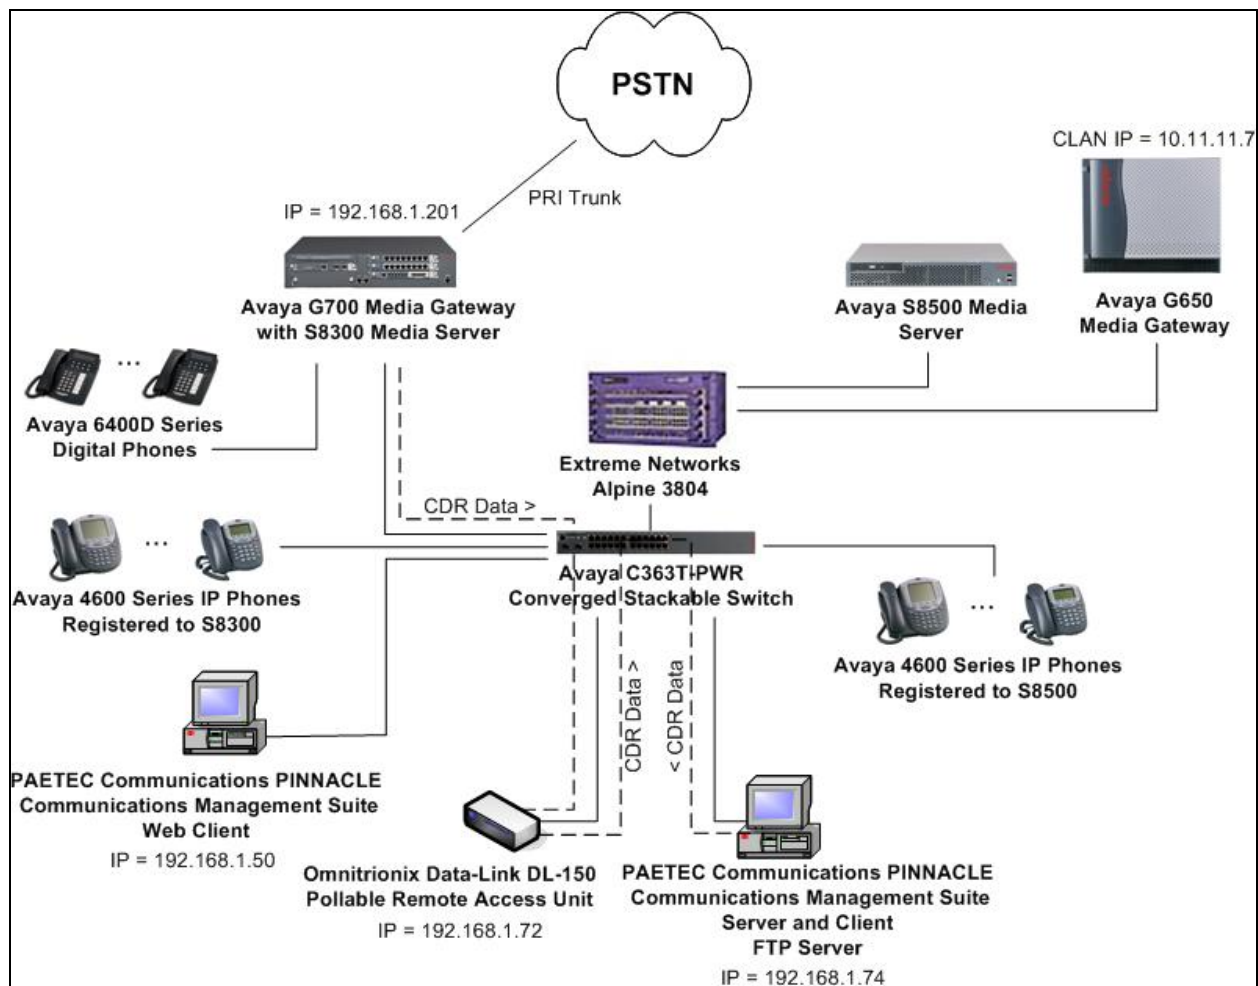 PSTN
CLAN IP = 10.11.11.7
PRI Trunk
IP = 192.168.1.201
Avaya G700 Media Gateway
with S8300 Media Server
Avaya S8500 Media
Server
Avaya G650
Media Gateway
...
Avaya 6400D Series
Digital Phones
Extreme Networks
Alpine 3804
CDR Data >
...
Avaya 4600 Series IP Phones
Registered to S8300
Avaya C363T-PWR
Converged Stackable Switch
...
Avaya 4600 Series IP Phones
Registered to S8500
CDR Data >
< CDR Data
PAETEC Communications PINNACLE
Communications Management Suite
Web Client
IP = 192.168.1.50
Omnitrionix Data-Link DL-150
Pollable Remote Access Unit
IP = 192.168.1.72
PAETEC Communications PINNACLE
Communications Management Suite
Server and Client
FTP Server
IP = 192.168.1.74